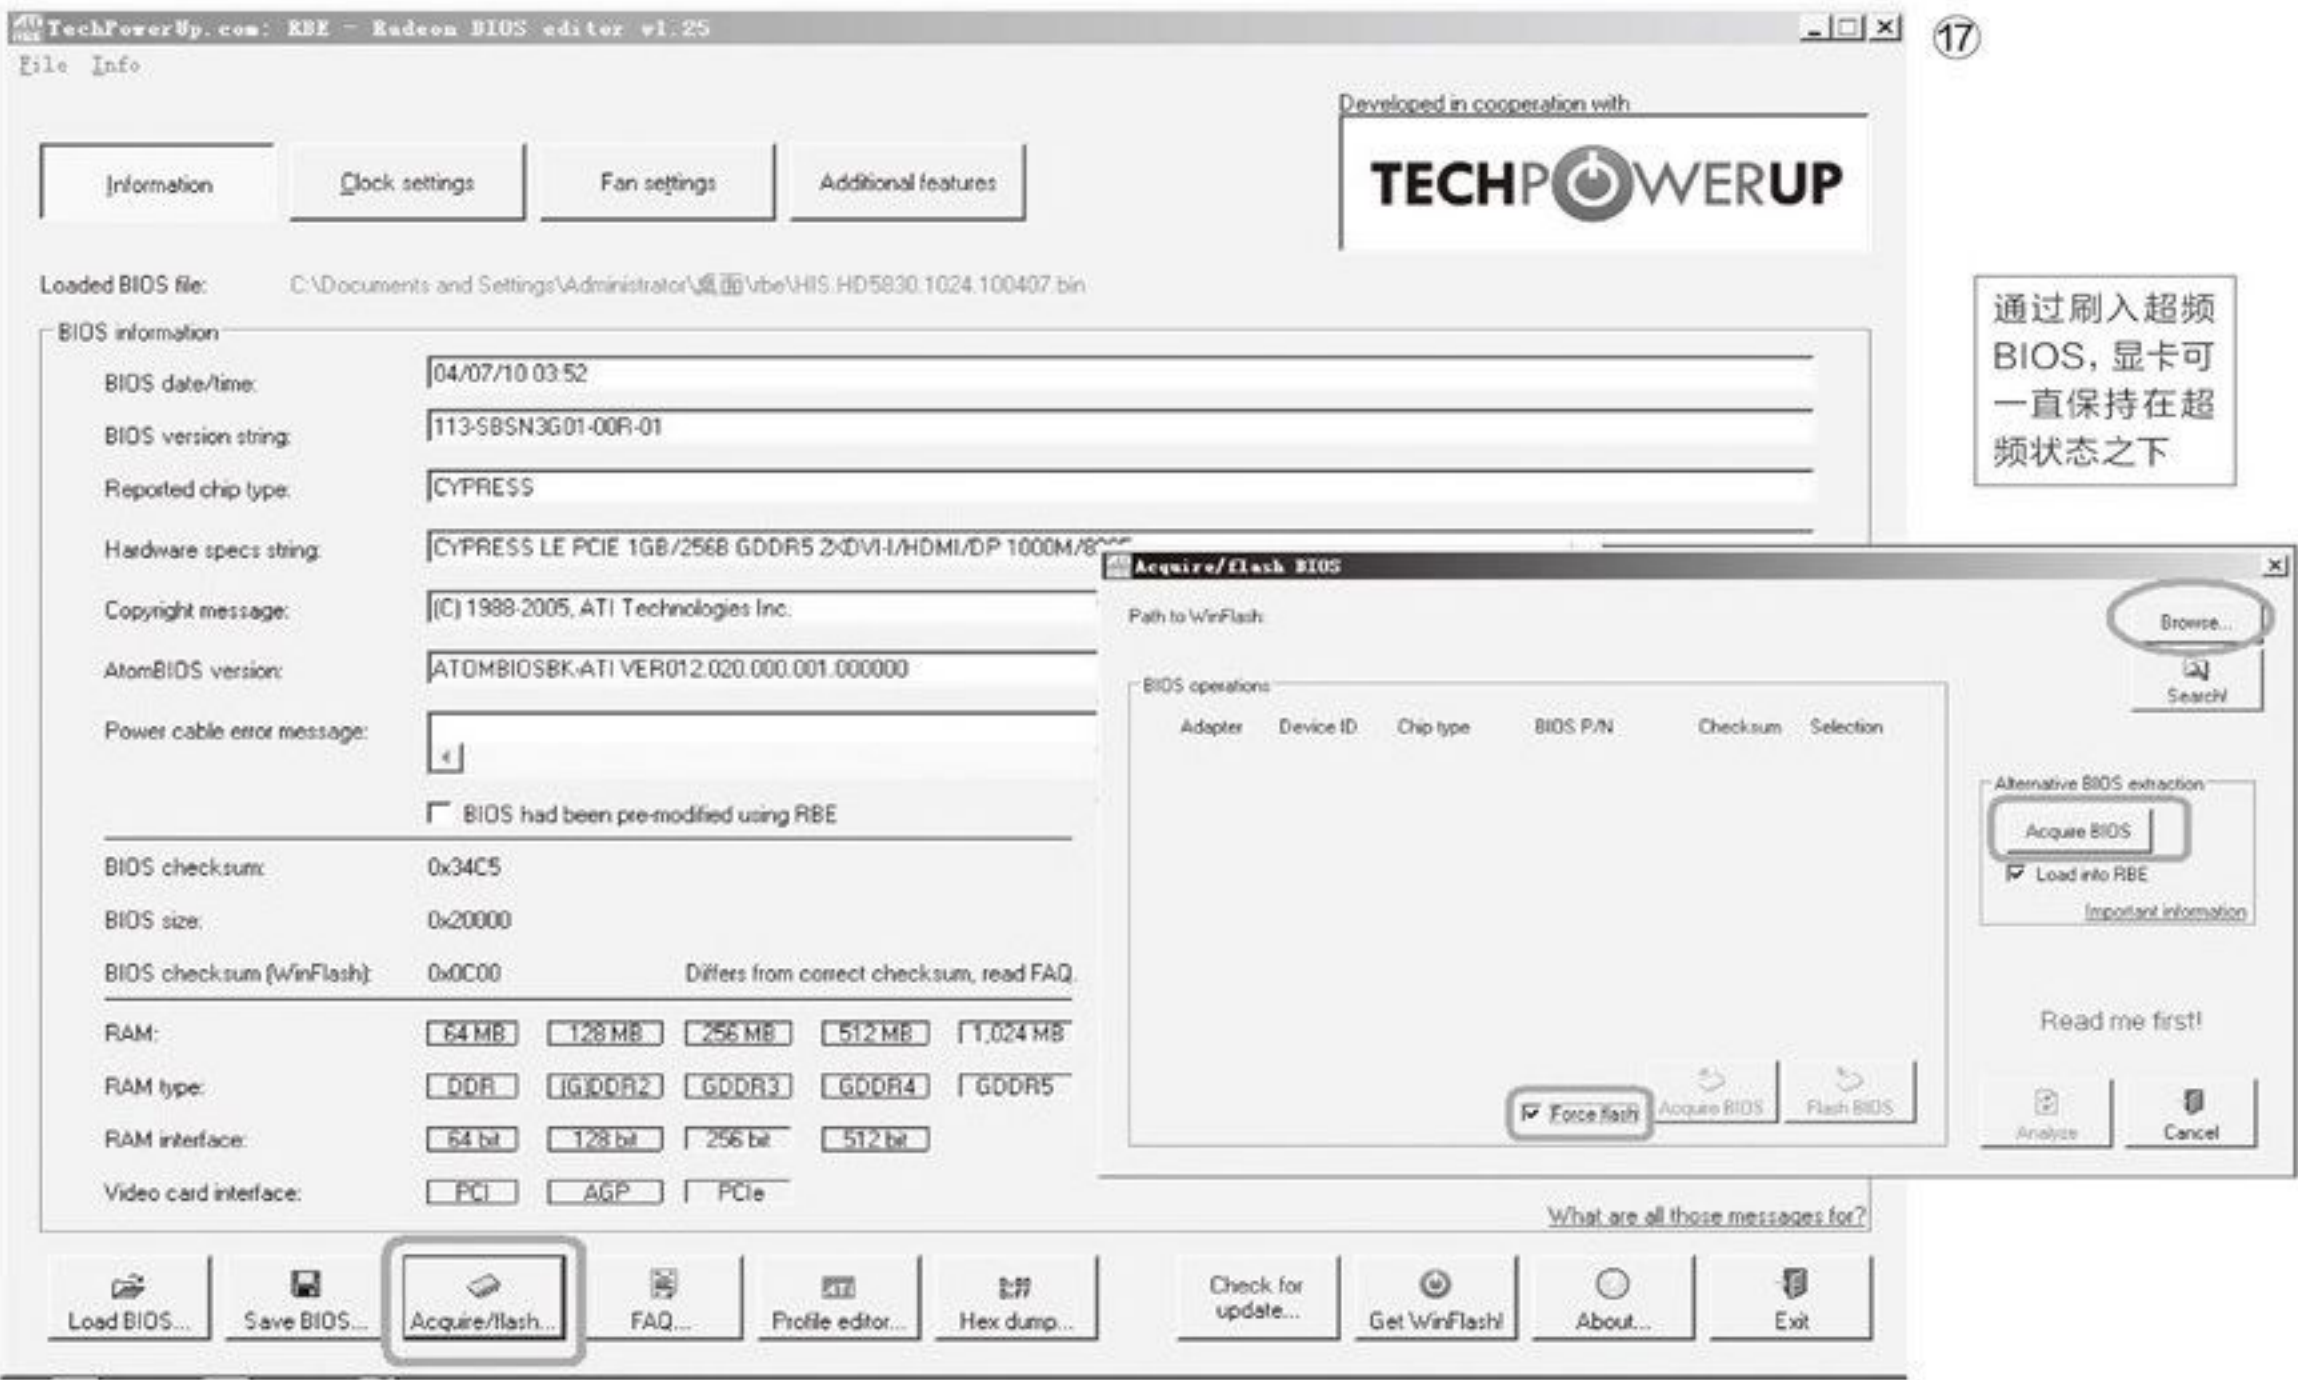 TechPowerUp.com: RBE - Radeon BIOS editor v1.25
⑰
File Info
Developed in cooperation with
TECHPOWERUP
Information
Clock settings
Fan settings
Additional features
Loaded BIOS file: C:\Documents and Settings\Administrator\桌面\rbe\HIS.HD5830.1024.100407.bin
通过刷入超频
BIOS, 显卡可
一直保持在超
频状态之下
BIOS information
BIOS date/time: 04/07/10 03:52
BIOS version string: 113-SBSN3G01-00R-01
Reported chip type: CYPRESS
Hardware specs string: CYPRESS LE PCIE 1GB/256B GDDR5 2XDVI-I/HDMI/DP 1000M/
Copyright message: (C) 1988-2005, ATI Technologies Inc.
AtomBIOS version: ATOMBIOSBK-ATI VER012.020.000.001.000000
Power cable error message:
BIOS had been pre-modified using RBE
BIOS checksum: 0x34C5
BIOS size: 0x20000
BIOS checksum (WinFlash): 0x0C00 Differs from correct checksum, read FAQ.
RAM: 64 MB 128 MB 256 MB 512 MB 1,024 MB
RAM type: DDR (G)DDR2 GDDR3 GDDR4 GDDR5
RAM interface: 64 bit 128 bit 256 bit 512 bit
Video card interface: PCI AGP PCIe
What are all those messages for?
Acquire/flash BIOS
Path to WinFlash:
Browse...
Search!
BIOS operations
Adapter Device ID Chip type BIOS P/N Checksum Selection
Alternative BIOS extraction
Acquire BIOS
Load into RBE
Important information
Read me first!
Force flash
Acquire BIOS
Flash BIOS
Analyze
Cancel
Load BIOS...
Save BIOS...
Acquire/flash...
FAQ...
Profile editor...
Hex dump...
Check for
update...
Get WinFlash!
About...
Exit